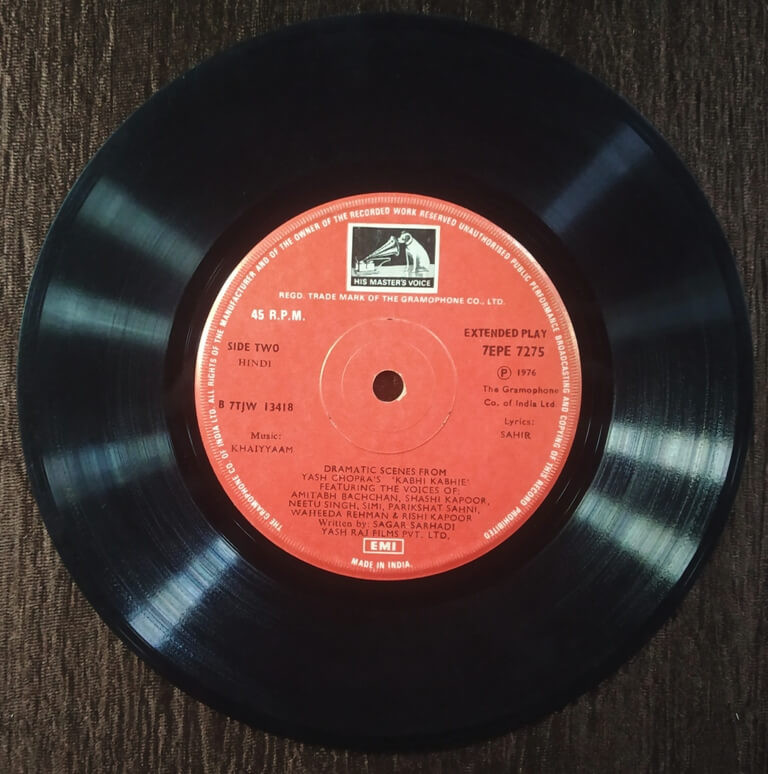 THE GRAMOPHONE CO. OF INDIA LTD. ALL RIGHTS OF THE MANUFACTURER AND OF THE OWNER OF THE RECORDED WORK RESERVED UNAUTHORISED PUBLIC PERFORMANCE BROADCASTING AND COPYING OF THIS RECORD PROHIBITED
HIS MASTER'S VOICE
REGD. TRADE MARK OF THE GRAMOPHONE CO., LTD.
45 R.P.M.
EXTENDED PLAY
SIDE TWO
7EPE 7275
HINDI
Ⓟ 1976
The Gramophone
Co. of India Ltd.
B 7TJW 13418
Lyrics:
SAHIR
Music:
KHAIYYAAM
DRAMATIC SCENES FROM
YASH CHOPRA'S 'KABHI KABHIE'
FEATURING THE VOICES OF:
AMITABH BACHCHAN, SHASHI KAPOOR,
NEETU SINGH, SIMI, PARIKSHAT SAHNI,
WAHEEDA REHMAN & RISHI KAPOOR
Written by: SAGAR SARHADI
YASH RAJ FILMS PVT. LTD.
EMI
MADE IN INDIA.